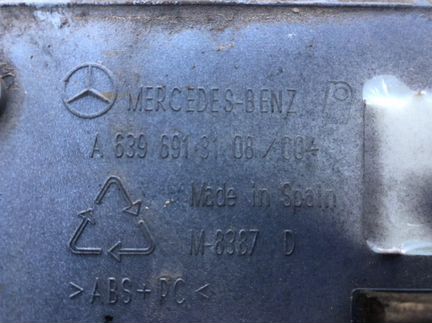 MERCEDES-BENZ
A 639 691 31 08 / 004
Made in Spain
M-8387 D
>ABS+PC<